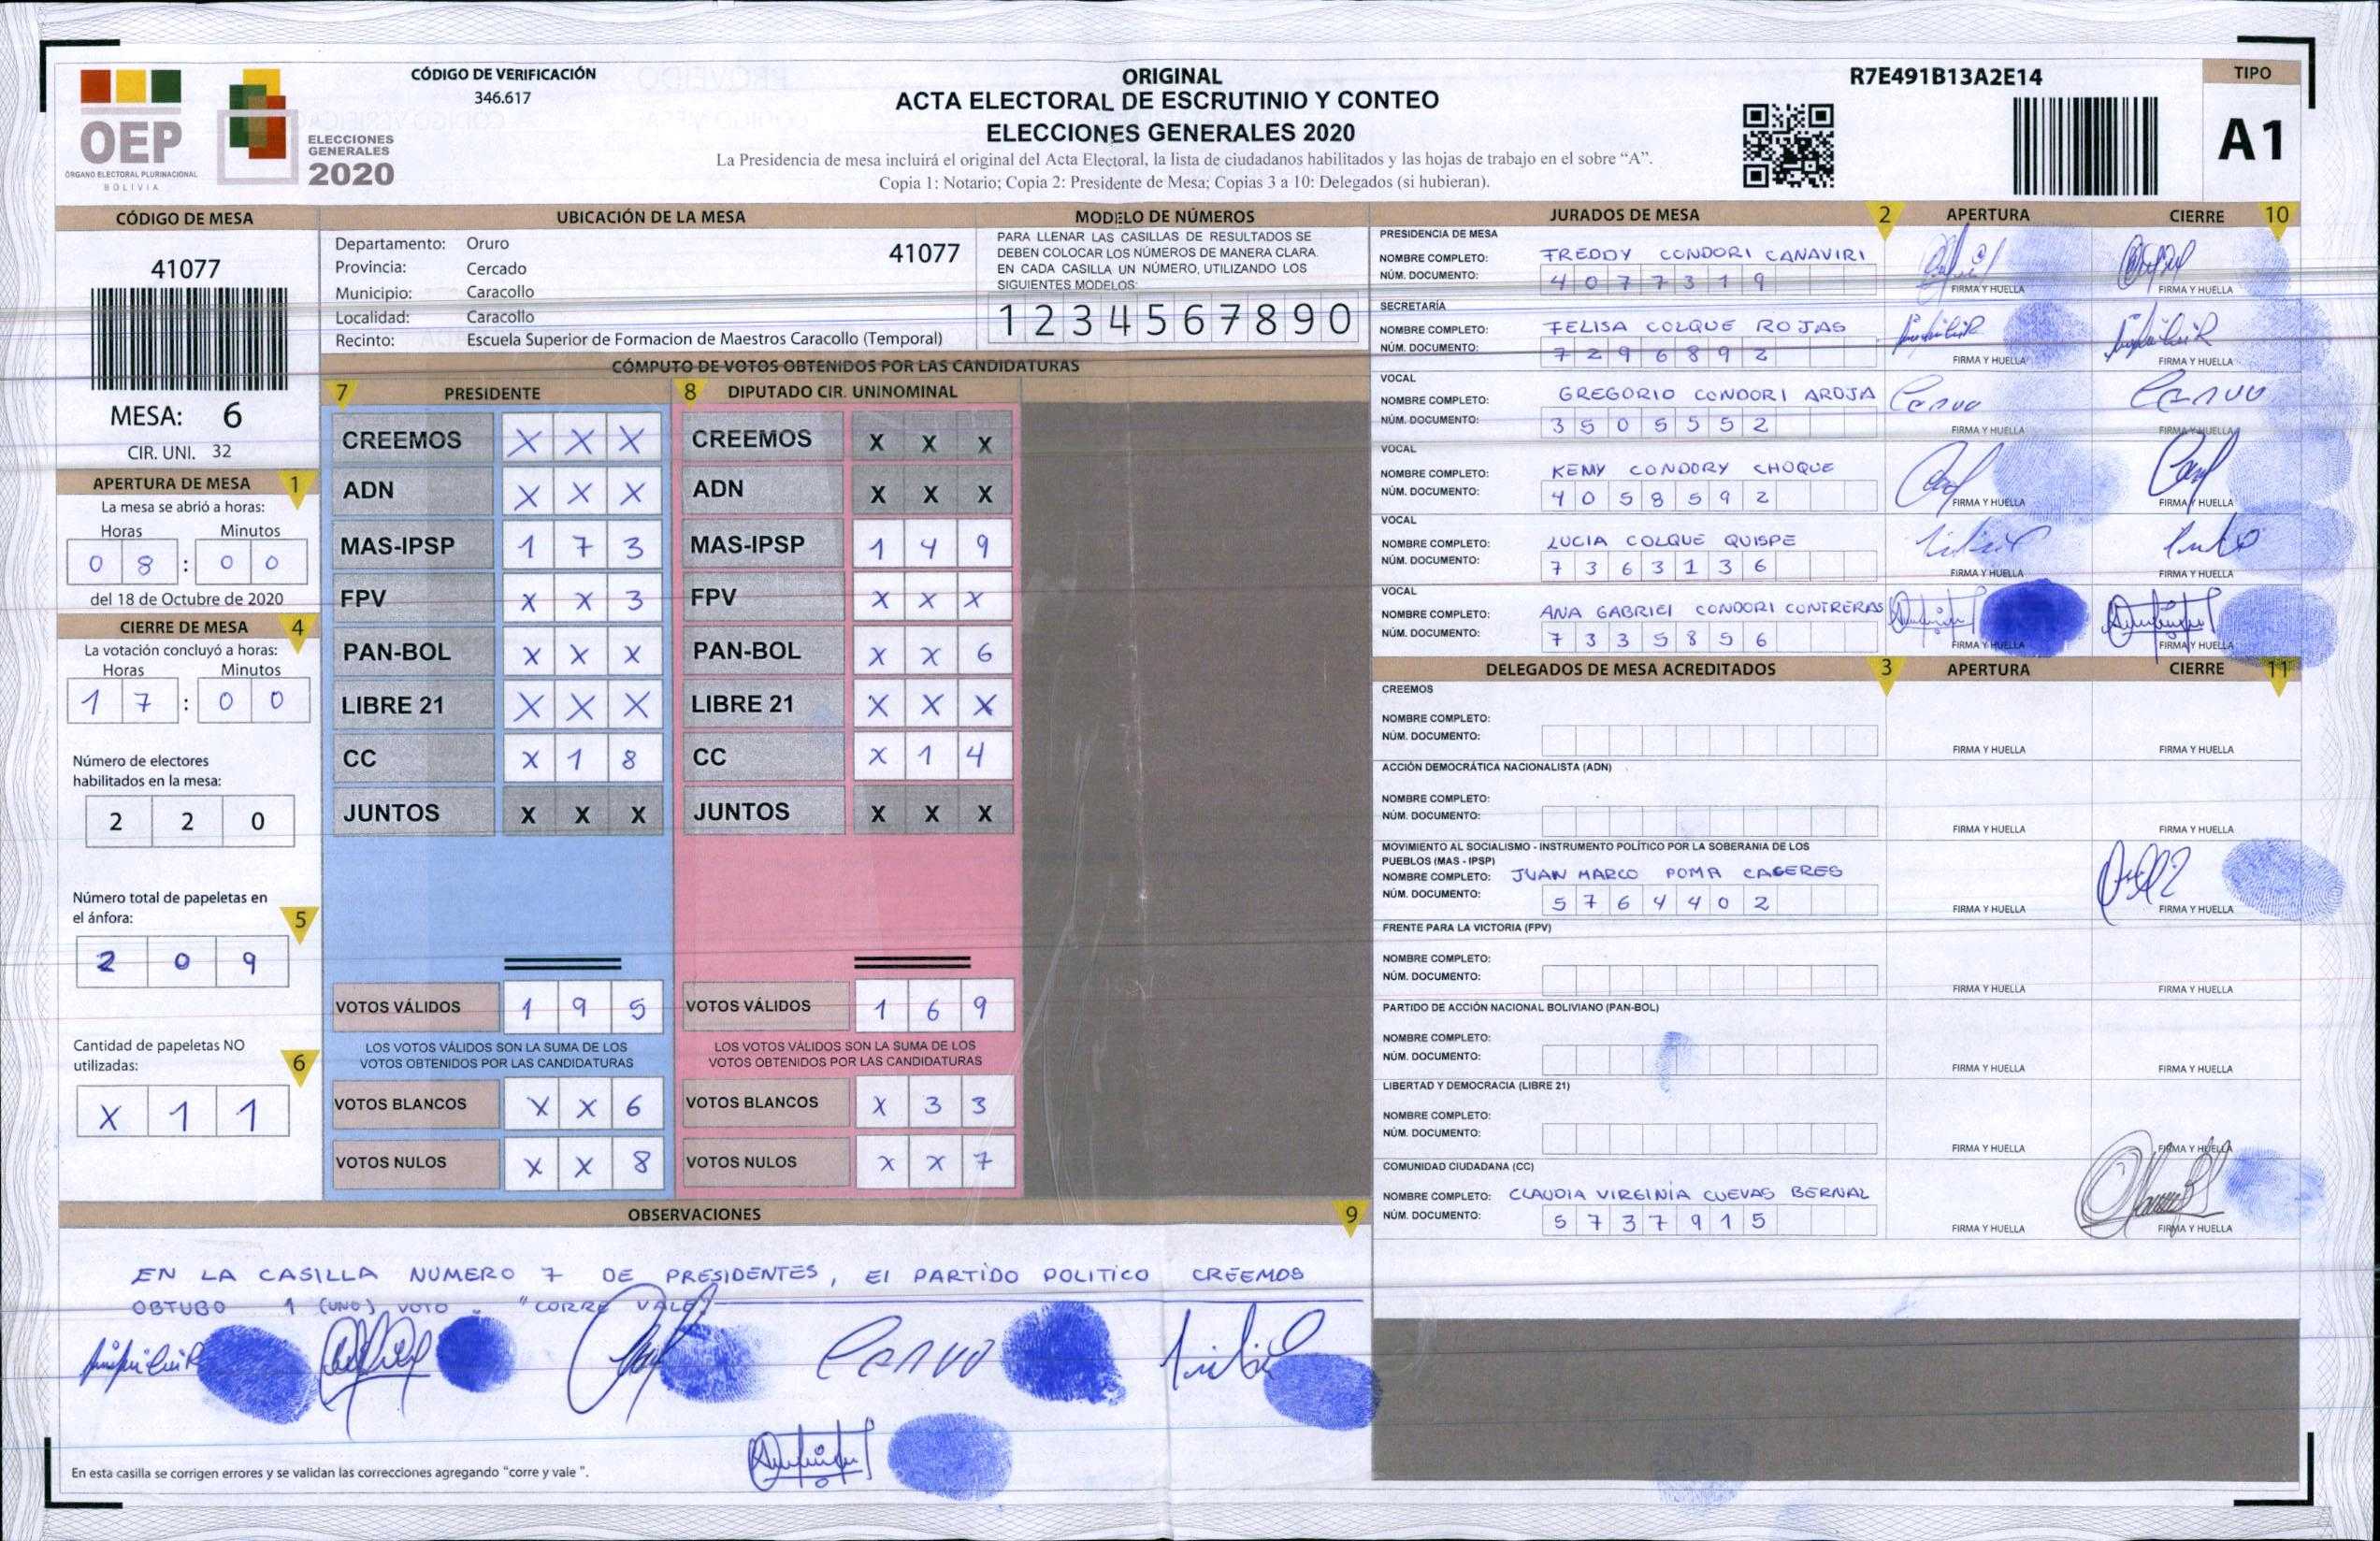 OEP
ÓRGANO ELECTORAL PLURINACIONAL
BOLIVIA
ELECCIONES
GENERALES
2020
CÓDIGO DE VERIFICACIÓN
346.617
ORIGINAL
ACTA ELECTORAL DE ESCRUTINIO Y CONTEO
ELECCIONES GENERALES 2020
La Presidencia de mesa incluirá el original del Acta Electoral, la lista de ciudadanos habilitados y las hojas de trabajo en el sobre “A”.
Copia 1: Notario; Copia 2: Presidente de Mesa; Copias 3 a 10: Delegados (si hubieran).
R7E491B13A2E14
TIPO
A1
CÓDIGO DE MESA
41077
MESA: 6
CIR. UNI. 32
APERTURA DE MESA 1
La mesa se abrió a horas:
Horas Minutos
0 8 : 0 0
del 18 de Octubre de 2020
CIERRE DE MESA 4
La votación concluyó a horas:
Horas Minutos
1 7 : 0 0
Número de electores
habilitados en la mesa:
2 2 0
Número total de papeletas en
el ánfora: 5
2 0 9
Cantidad de papeletas NO
utilizadas: 6
X 1 1
UBICACIÓN DE LA MESA
Departamento: Oruro 41077
Provincia: Cercado
Municipio: Caracollo
Localidad: Caracollo
Recinto: Escuela Superior de Formacion de Maestros Caracollo (Temporal)
MODELO DE NÚMEROS
PARA LLENAR LAS CASILLAS DE RESULTADOS SE
DEBEN COLOCAR LOS NÚMEROS DE MANERA CLARA.
EN CADA CASILLA UN NÚMERO, UTILIZANDO LOS
SIGUIENTES MODELOS:
1 2 3 4 5 6 7 8 9 0
CÓMPUTO DE VOTOS OBTENIDOS POR LAS CANDIDATURAS
7 PRESIDENTE
CREEMOS X X X
ADN X X X
MAS-IPSP 1 7 3
FPV X X 3
PAN-BOL X X X
LIBRE 21 X X X
CC X 1 8
JUNTOS X X X
VOTOS VÁLIDOS 1 9 5
LOS VOTOS VÁLIDOS SON LA SUMA DE LOS
VOTOS OBTENIDOS POR LAS CANDIDATURAS
VOTOS BLANCOS X X 6
VOTOS NULOS X X 8
8 DIPUTADO CIR. UNINOMINAL
CREEMOS X X X
ADN X X X
MAS-IPSP 1 4 9
FPV X X X
PAN-BOL X X 6
LIBRE 21 X X X
CC X 1 4
JUNTOS X X X
VOTOS VÁLIDOS 1 6 9
LOS VOTOS VÁLIDOS SON LA SUMA DE LOS
VOTOS OBTENIDOS POR LAS CANDIDATURAS
VOTOS BLANCOS X 3 3
VOTOS NULOS X X 7
OBSERVACIONES 9
EN LA CASILLA NUMERO 7 DE PRESIDENTES, El PARTIDO POLITICO CREEMOS
OBTUBO 1 (UNO) VOTO . "CORRE VALE"
En esta casilla se corrigen errores y se validan las correcciones agregando “corre y vale ”.
JURADOS DE MESA 2 APERTURA CIERRE 10
PRESIDENCIA DE MESA
NOMBRE COMPLETO: FREDDY CONDORI CANAVIRI
NÚM. DOCUMENTO: 4 0 7 7 3 1 9
FIRMA Y HUELLA FIRMA Y HUELLA
SECRETARÍA
NOMBRE COMPLETO: FELISA COLQUE ROJAS
NÚM. DOCUMENTO: 7 2 9 6 8 9 2
FIRMA Y HUELLA FIRMA Y HUELLA
VOCAL
NOMBRE COMPLETO: GREGORIO CONDORI AROJA
NÚM. DOCUMENTO: 3 5 0 5 5 5 2
FIRMA Y HUELLA FIRMA Y HUELLA
VOCAL
NOMBRE COMPLETO: KEMY CONDORY CHOQUE
NÚM. DOCUMENTO: 4 0 5 8 5 9 2
FIRMA Y HUELLA FIRMA Y HUELLA
VOCAL
NOMBRE COMPLETO: LUCIA COLQUE QUISPE
NÚM. DOCUMENTO: 7 3 6 3 1 3 6
FIRMA Y HUELLA FIRMA Y HUELLA
VOCAL
NOMBRE COMPLETO: ANA GABRIEl CONDORI CONTRERAS
NÚM. DOCUMENTO: 7 3 3 5 8 5 6
FIRMA Y HUELLA FIRMA Y HUELLA
DELEGADOS DE MESA ACREDITADOS 3 APERTURA CIERRE 11
CREEMOS
NOMBRE COMPLETO:
NÚM. DOCUMENTO:
FIRMA Y HUELLA FIRMA Y HUELLA
ACCIÓN DEMOCRÁTICA NACIONALISTA (ADN)
NOMBRE COMPLETO:
NÚM. DOCUMENTO:
FIRMA Y HUELLA FIRMA Y HUELLA
MOVIMIENTO AL SOCIALISMO - INSTRUMENTO POLÍTICO POR LA SOBERANIA DE LOS
PUEBLOS (MAS - IPSP)
NOMBRE COMPLETO: JUAN MARCO POMA CACERES
NÚM. DOCUMENTO: 5 7 6 4 4 0 2
FIRMA Y HUELLA FIRMA Y HUELLA
FRENTE PARA LA VICTORIA (FPV)
NOMBRE COMPLETO:
NÚM. DOCUMENTO:
FIRMA Y HUELLA FIRMA Y HUELLA
PARTIDO DE ACCIÓN NACIONAL BOLIVIANO (PAN-BOL)
NOMBRE COMPLETO:
NÚM. DOCUMENTO:
FIRMA Y HUELLA FIRMA Y HUELLA
LIBERTAD Y DEMOCRACIA (LIBRE 21)
NOMBRE COMPLETO:
NÚM. DOCUMENTO:
FIRMA Y HUELLA FIRMA Y HUELLA
COMUNIDAD CIUDADANA (CC)
NOMBRE COMPLETO: CLAUDIA VIRGINIA CUEVAS BERNAL
NÚM. DOCUMENTO: 5 7 3 7 9 1 5
FIRMA Y HUELLA FIRMA Y HUELLA